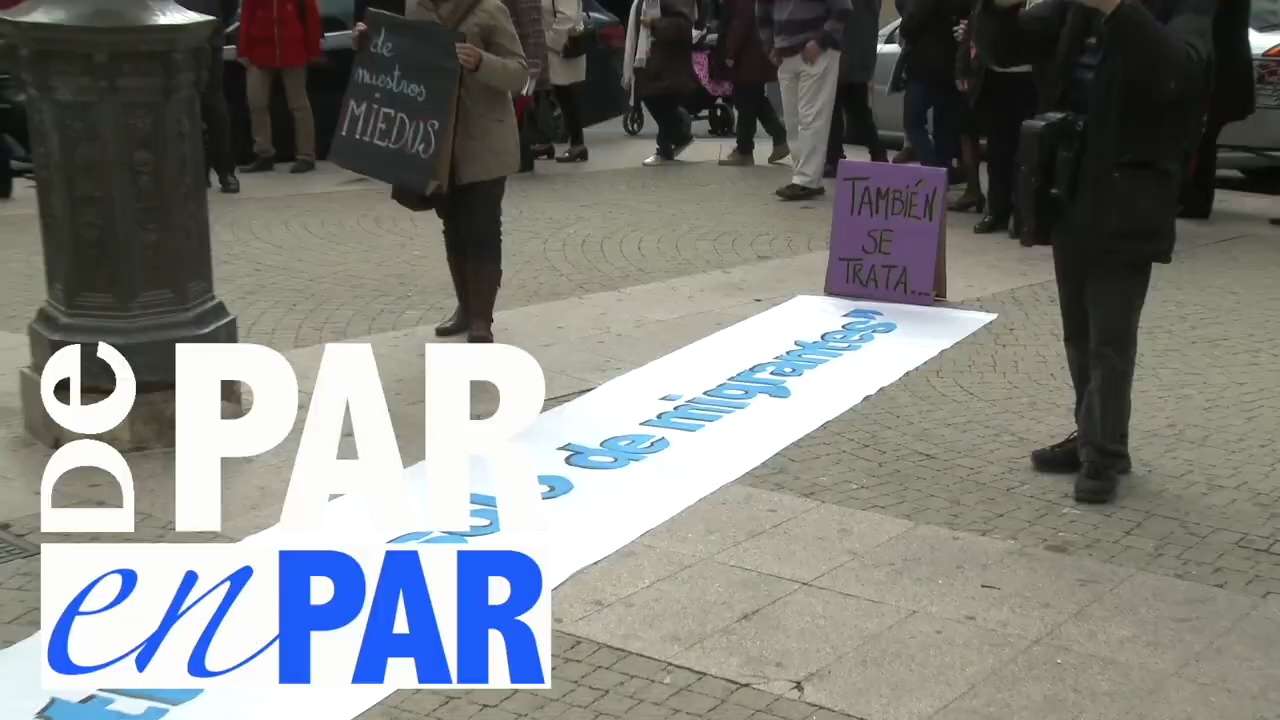 de
nuestros
MIEDOS
TAMBIÉN
SE
TRATA...
de migrantes"
De PAR
en PAR